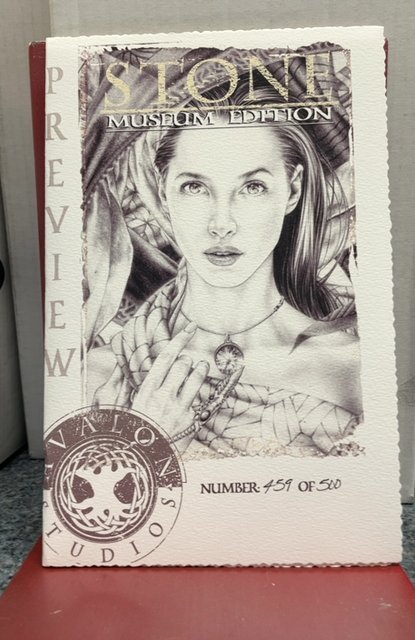 STONE
MUSEUM EDITION
PREVIEW
AVALON
STUDIOS
NUMBER: 459 OF 500